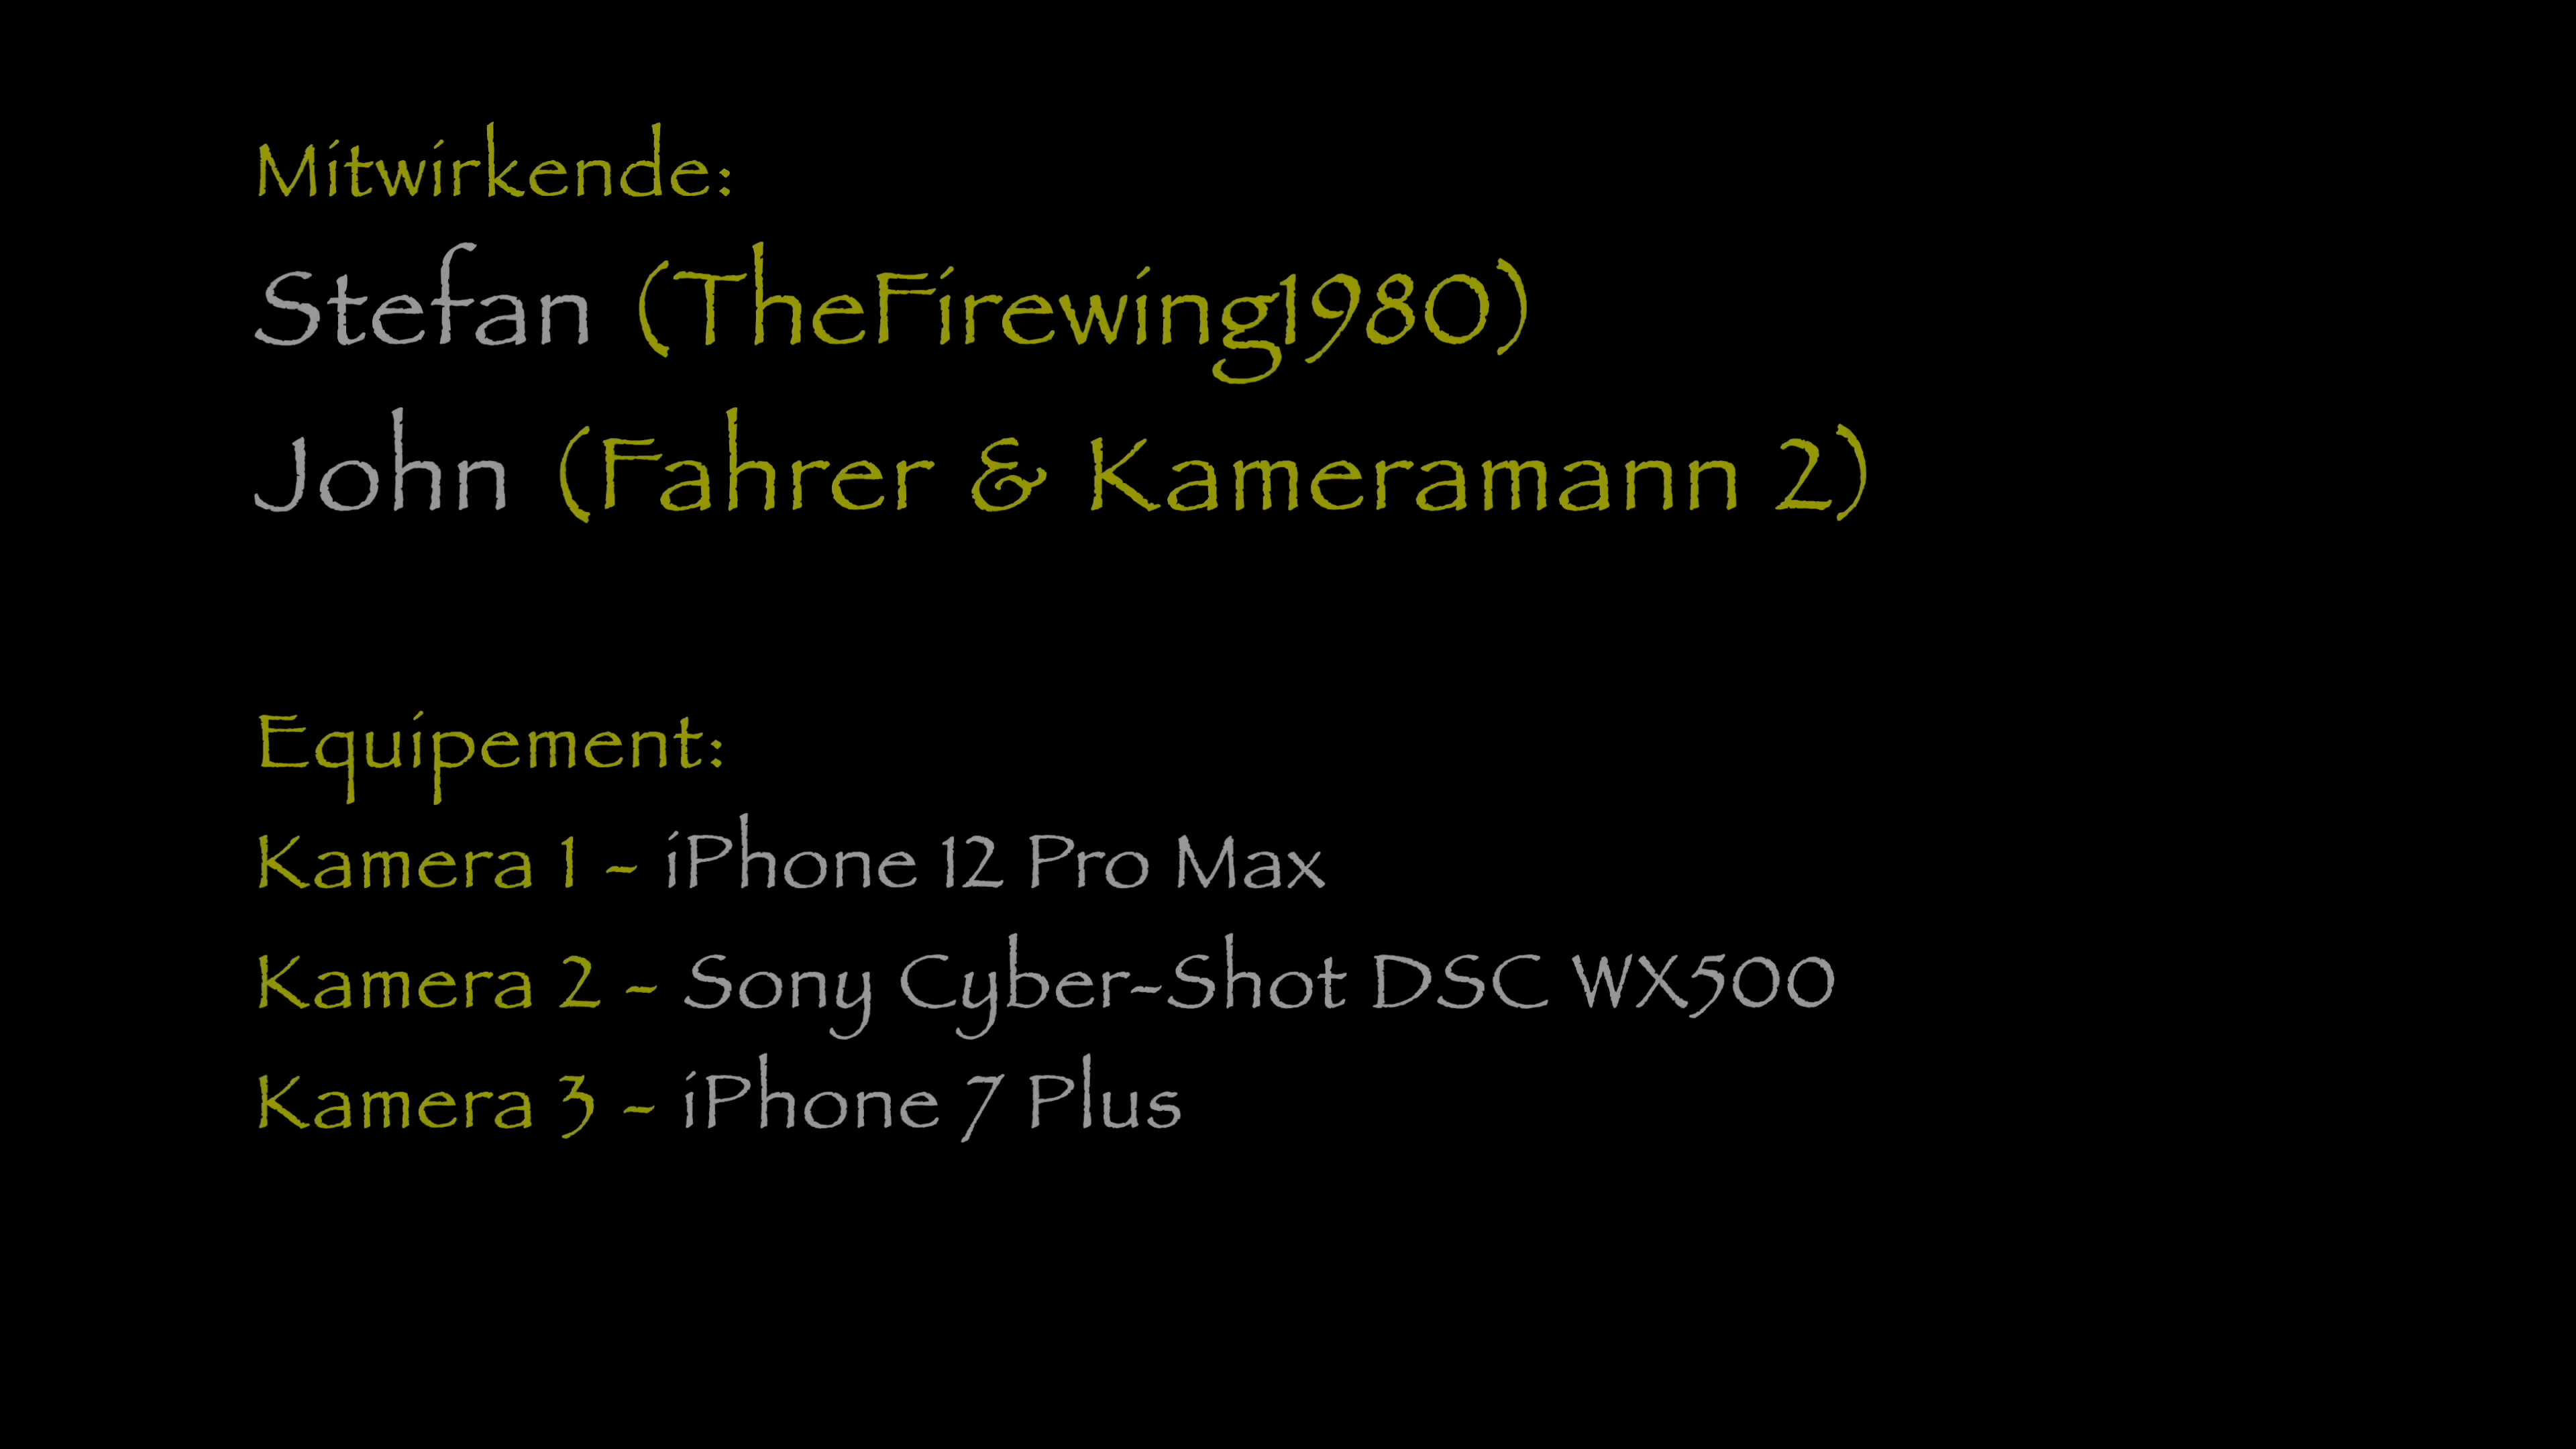 Mitwirkende:
Stefan (TheFirewing1980)
John (Fahrer & Kameramann 2)
Equipement:
Kamera 1 - iPhone 12 Pro Max
Kamera 2 - Sony Cyber-Shot DSC WX500
Kamera 3 - iPhone 7 Plus